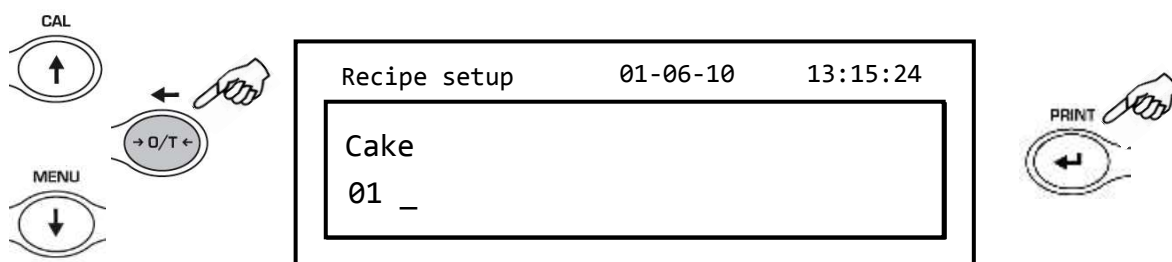 CAL
Recipe setup 01-06-10 13:15:24
PRINT
→0/T←
Cake
MENU
01 _